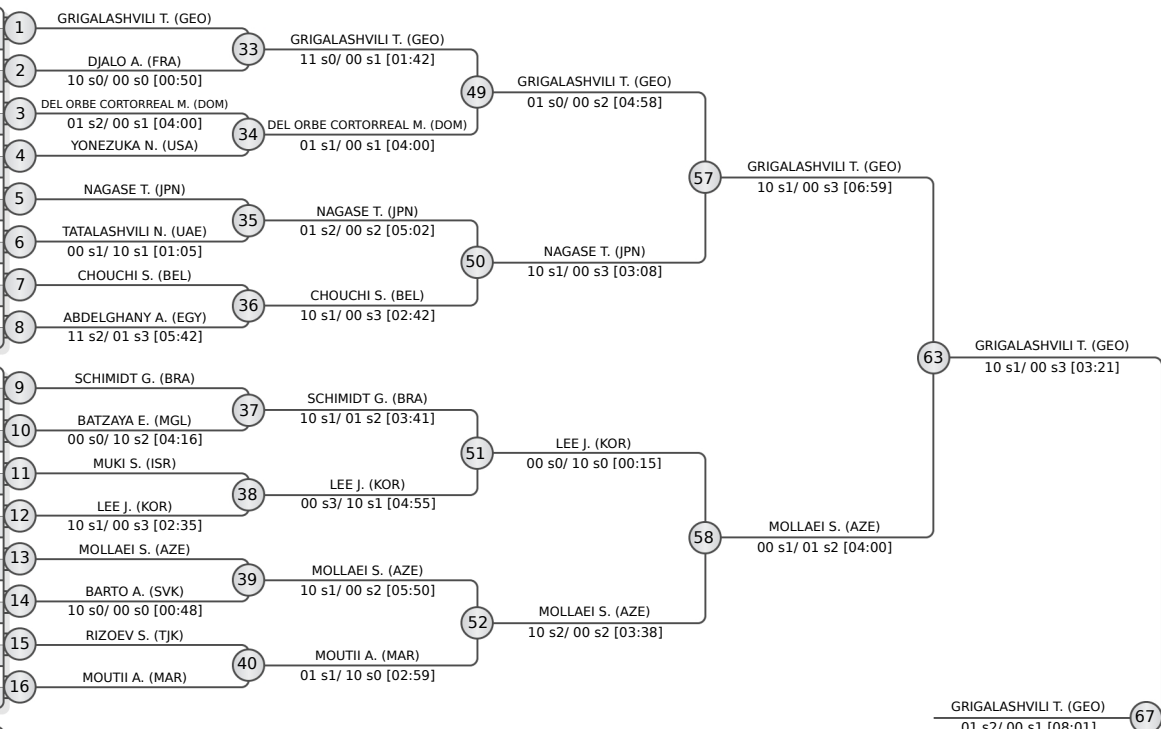 1
GRIGALASHVILI T. (GEO)
2
DJALO A. (FRA)
10 s0/ 00 s0 [00:50]
3
DEL ORBE CORTORREAL M. (DOM)
01 s2/ 00 s1 [04:00]
4
YONEZUKA N. (USA)
5
NAGASE T. (JPN)
6
TATALASHVILI N. (UAE)
00 s1/ 10 s1 [01:05]
7
CHOUCHI S. (BEL)
8
ABDELGHANY A. (EGY)
11 s2/ 01 s3 [05:42]
9
SCHIMIDT G. (BRA)
10
BATZAYA E. (MGL)
00 s0/ 10 s2 [04:16]
11
MUKI S. (ISR)
12
LEE J. (KOR)
10 s1/ 00 s3 [02:35]
13
MOLLAEI S. (AZE)
14
BARTO A. (SVK)
10 s0/ 00 s0 [00:48]
15
RIZOEV S. (TJK)
16
MOUTII A. (MAR)
33
GRIGALASHVILI T. (GEO)
11 s0/ 00 s1 [01:42]
34
DEL ORBE CORTORREAL M. (DOM)
01 s1/ 00 s1 [04:00]
35
NAGASE T. (JPN)
01 s2/ 00 s2 [05:02]
36
CHOUCHI S. (BEL)
10 s1/ 00 s3 [02:42]
37
SCHIMIDT G. (BRA)
10 s1/ 01 s2 [03:41]
38
LEE J. (KOR)
00 s3/ 10 s1 [04:55]
39
MOLLAEI S. (AZE)
10 s1/ 00 s2 [05:50]
40
MOUTII A. (MAR)
01 s1/ 10 s0 [02:59]
49
GRIGALASHVILI T. (GEO)
01 s0/ 00 s2 [04:58]
50
NAGASE T. (JPN)
10 s1/ 00 s3 [03:08]
51
LEE J. (KOR)
00 s0/ 10 s0 [00:15]
52
MOLLAEI S. (AZE)
10 s2/ 00 s2 [03:38]
57
GRIGALASHVILI T. (GEO)
10 s1/ 00 s3 [06:59]
58
MOLLAEI S. (AZE)
00 s1/ 01 s2 [04:00]
63
GRIGALASHVILI T. (GEO)
10 s1/ 00 s3 [03:21]
GRIGALASHVILI T. (GEO)
67
01 s2/ 00 s1 [08:01]